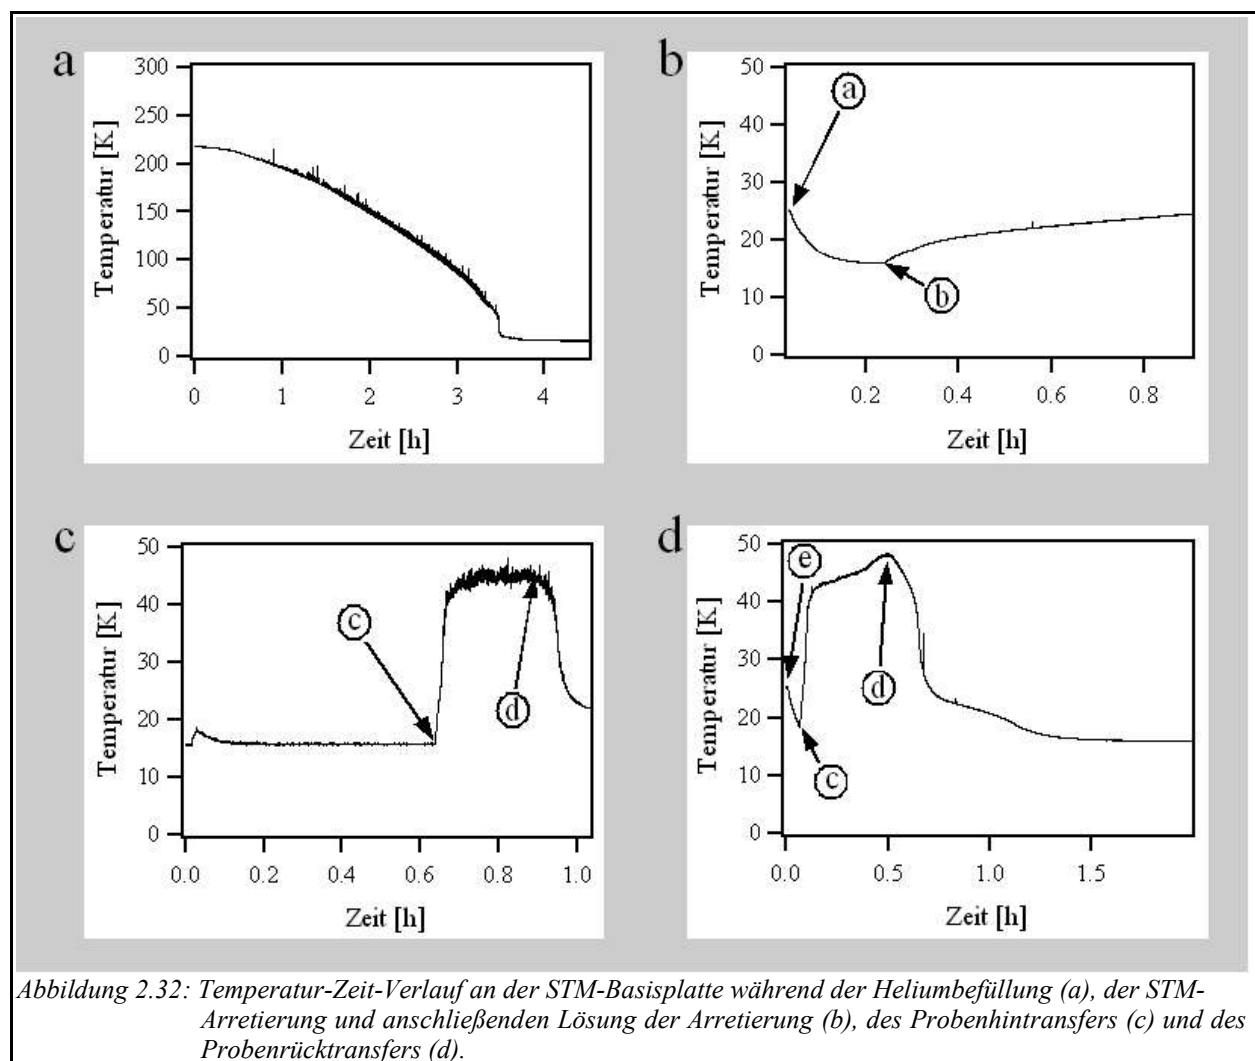 a
300
250
200
150
100
50
0
Temperatur [K]
0 1 2 3 4
Zeit [h]
b
50
40
30
20
10
0
Temperatur [K]
a
b
0.2 0.4 0.6 0.8
Zeit [h]
c
50
40
30
20
10
0
Temperatur [K]
c
d
0.0 0.2 0.4 0.6 0.8 1.0
Zeit [h]
d
50
40
30
20
10
0
Temperatur [K]
e
d
c
0.0 0.5 1.0 1.5
Zeit [h]
Abbildung 2.32: Temperatur-Zeit-Verlauf an der STM-Basisplatte während der Heliumbefüllung (a), der STM-
Arretierung und anschließenden Lösung der Arretierung (b), des Probenhintransfers (c) und des
Probenrücktransfers (d).